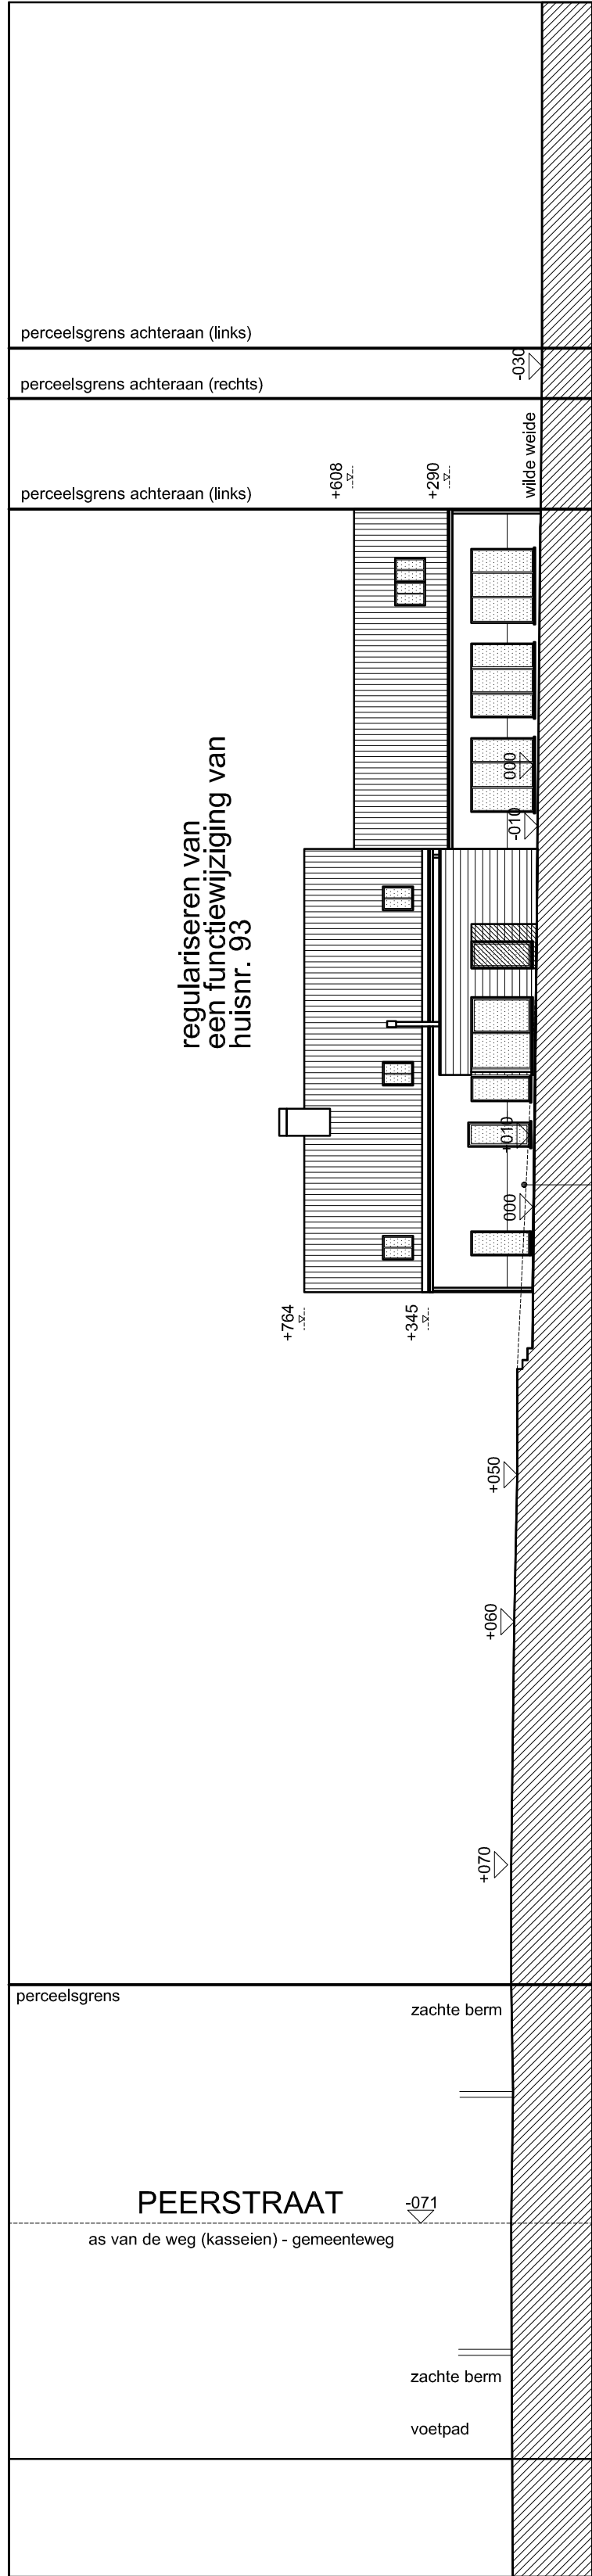 perceelsgrens achteraan (links)
-030
perceelsgrens achteraan (rechts)
wilde weide
+608
+290
perceelsgrens achteraan (links)
regulariseren van
een functiewijziging van
huisnr. 93
000
-010
+010
000
+764
+345
+050
+060
+070
perceelsgrens
zachte berm
PEERSTRAAT
-071
as van de weg (kasseien) - gemeenteweg
zachte berm
voetpad